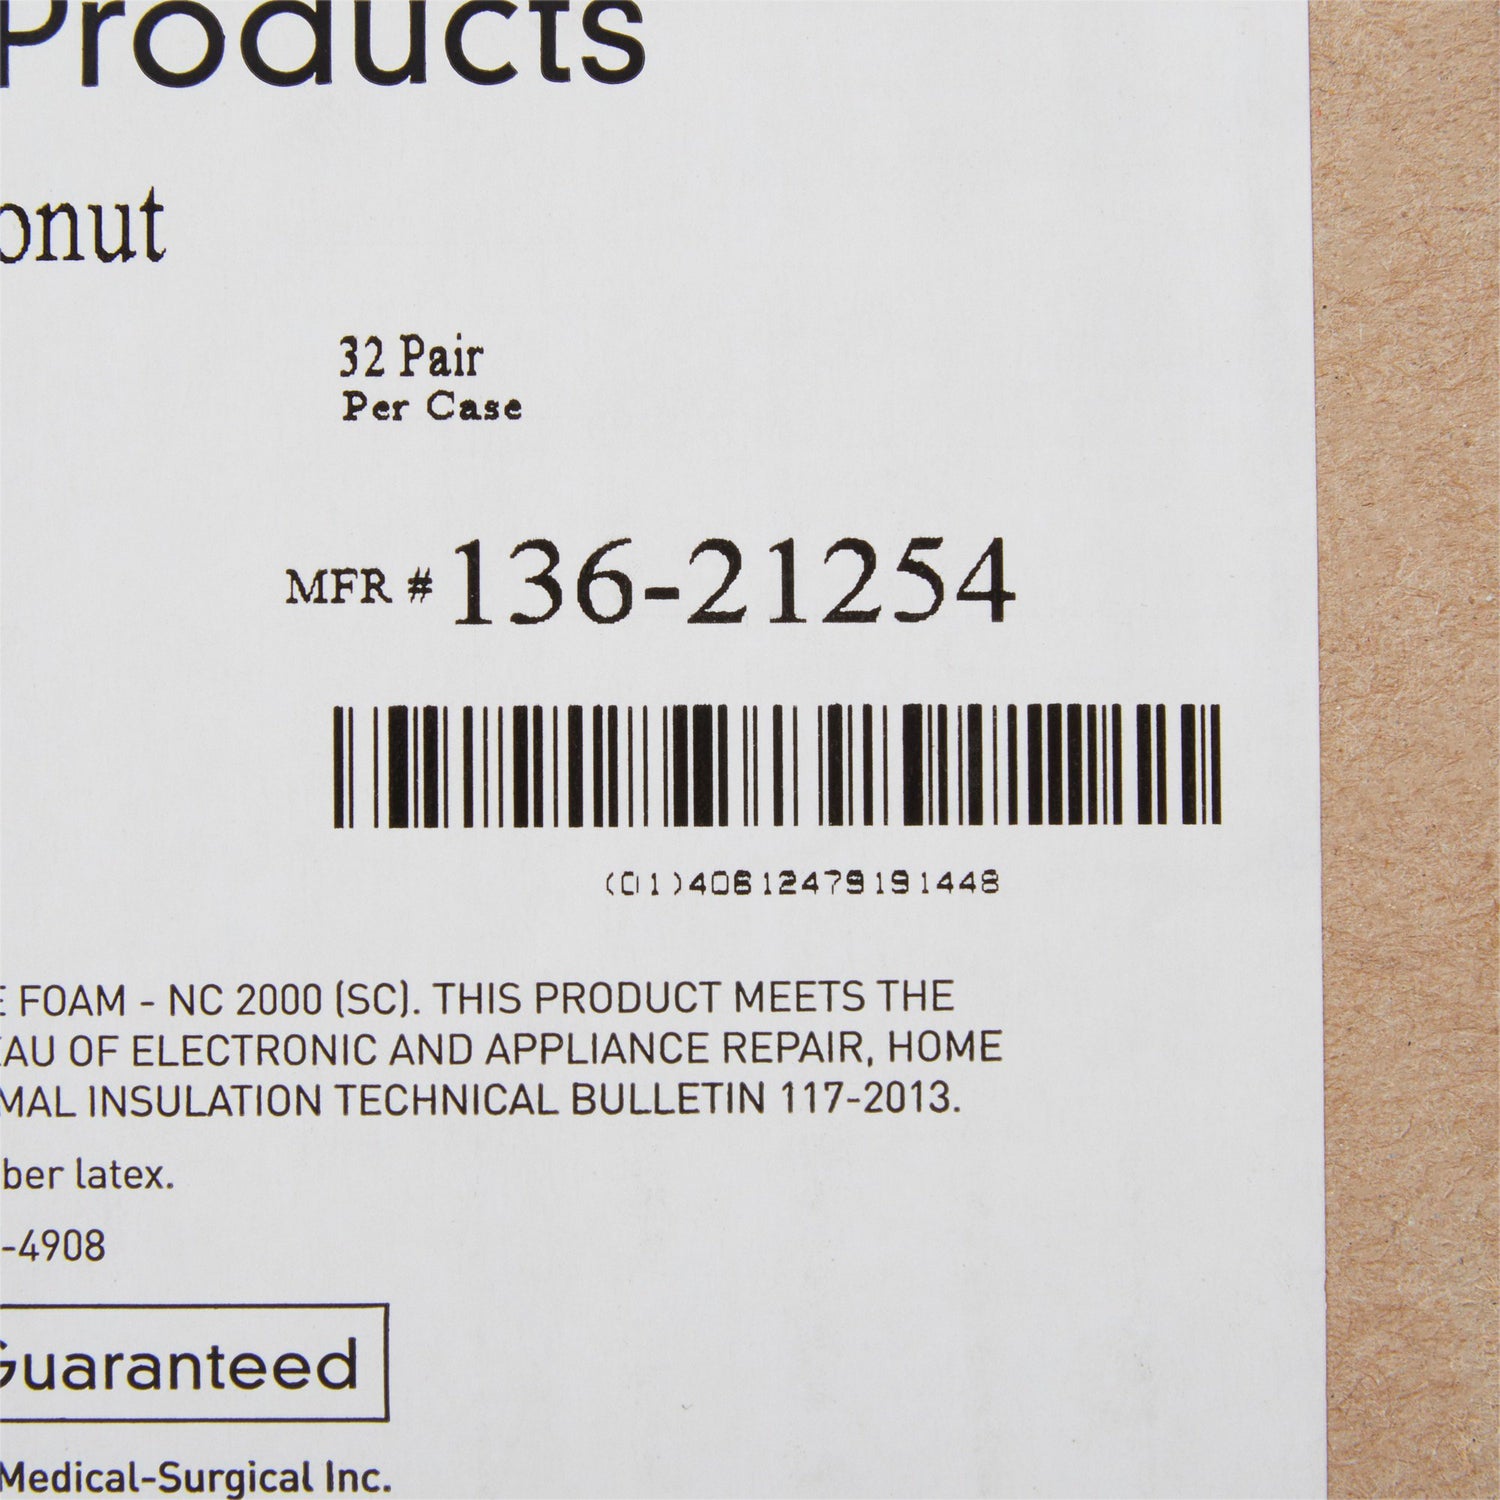 Products
onut
32 Pair
Per Case
MFR # 136-21254
(01)40612479191448
E FOAM - NC 2000 (SC). THIS PRODUCT MEETS THE
EAU OF ELECTRONIC AND APPLIANCE REPAIR, HOME
MAL INSULATION TECHNICAL BULLETIN 117-2013.
ber latex.
-4908
Guaranteed
Medical-Surgical Inc.